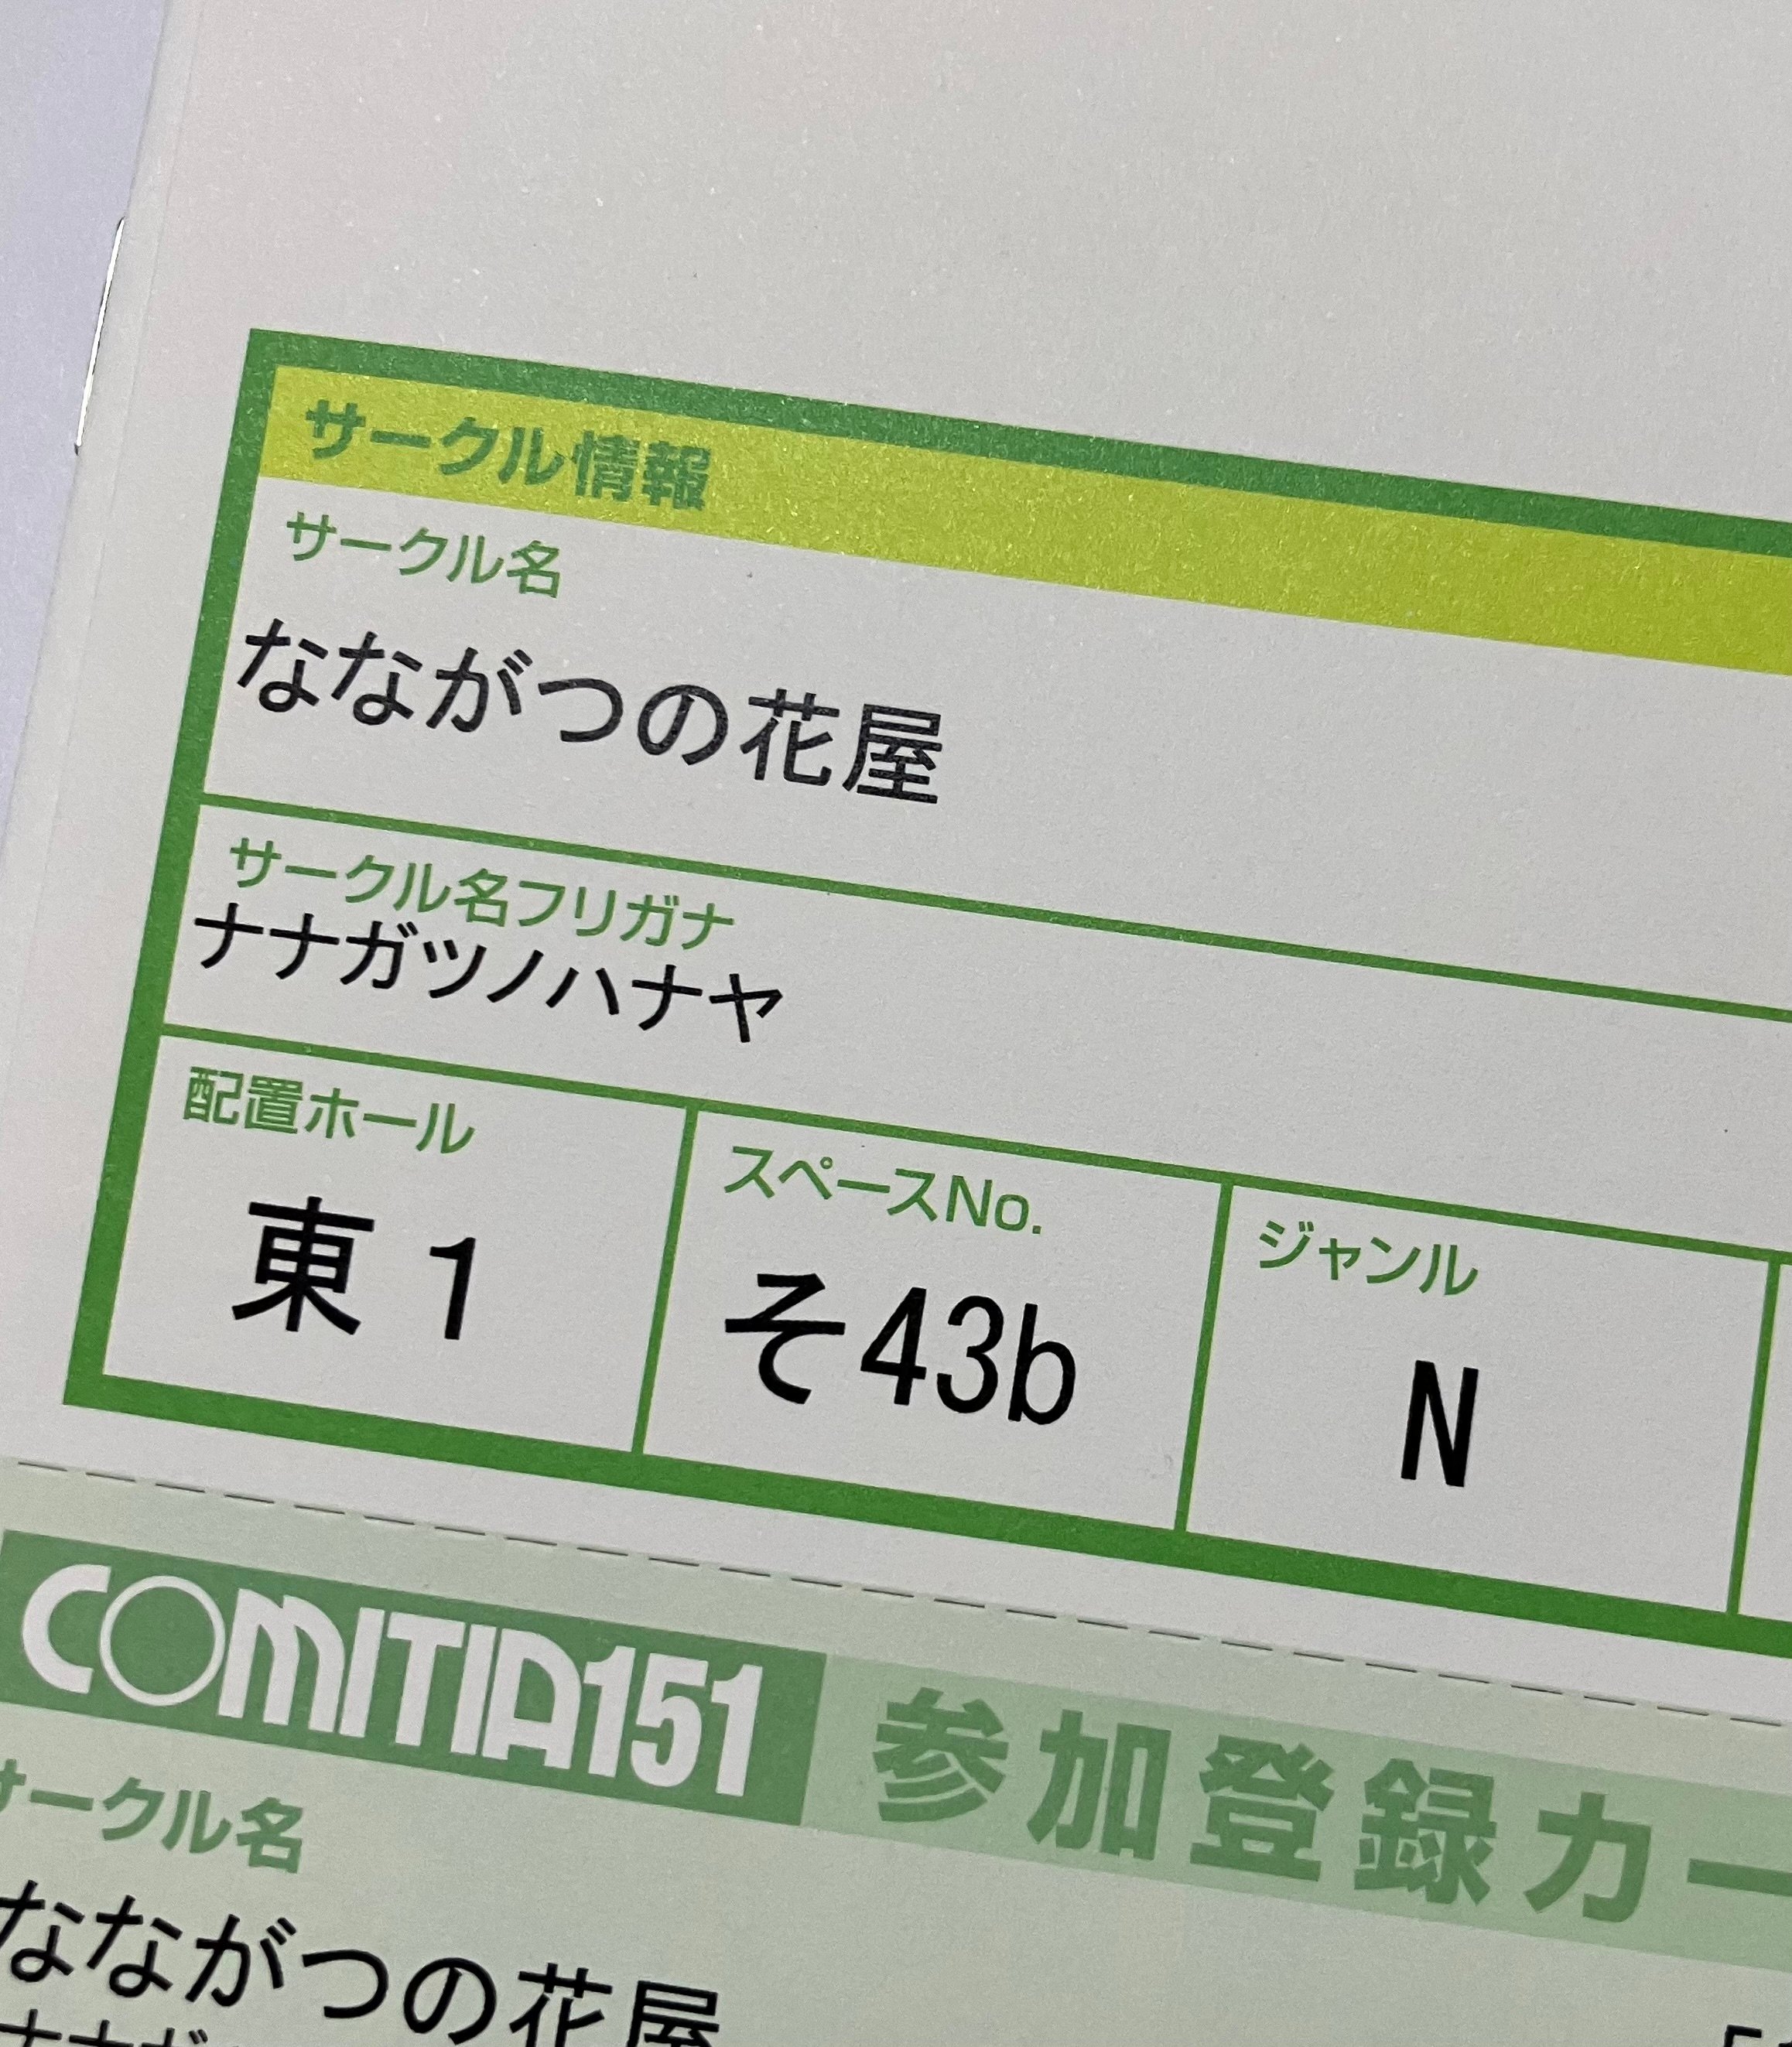 サークル情報
サークル名
なながつの花屋
サークル名フリガナ
ナナガツノハナヤ
配置ホール
東1
スペースNo.
そ43b
ジャンル
N
COMITIA151
参加登録カー
サークル名
なながつの花屋